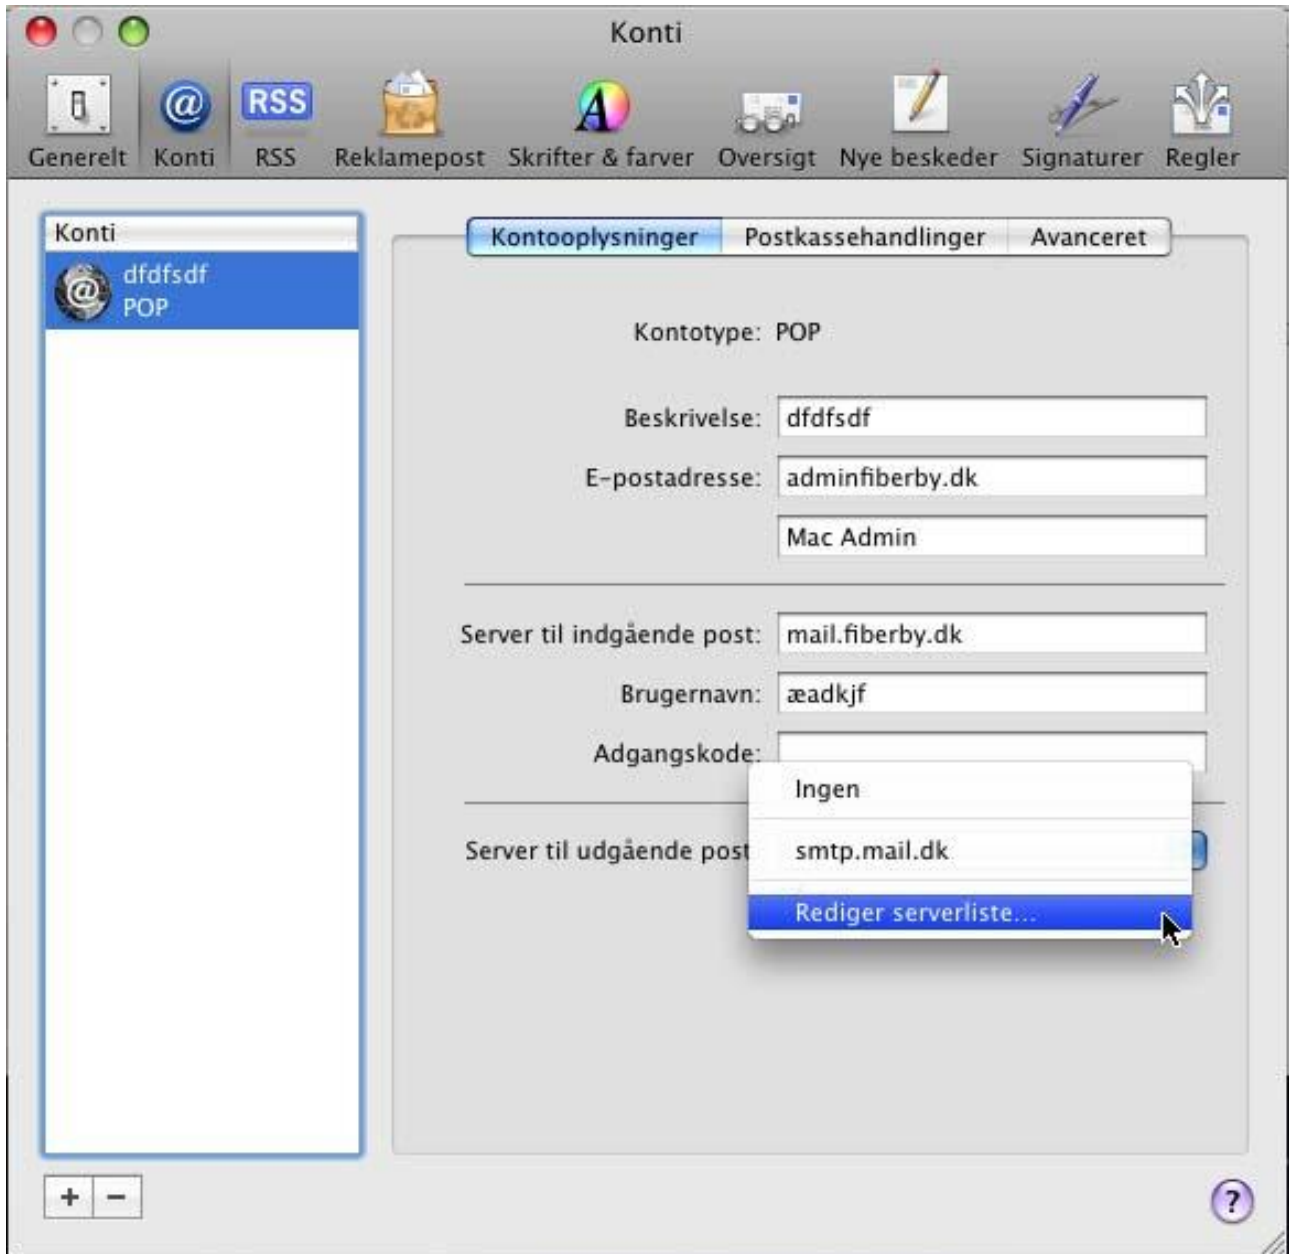 Konti
RSS
Generelt Konti RSS Reklamepost Skrifter & farver Oversigt Nye beskeder Signaturer Regler
Konti
dfdfsdf
POP
Kontooplysninger Postkassehandlinger Avanceret
Kontotype: POP
Beskrivelse: dfdfsdf
E-postadresse: adminfiberby.dk
Mac Admin
Server til indgående post: mail.fiberby.dk
Brugernavn: æadkjf
Adgangskode:
Ingen
Server til udgående post smtp.mail.dk
Rediger serverliste...